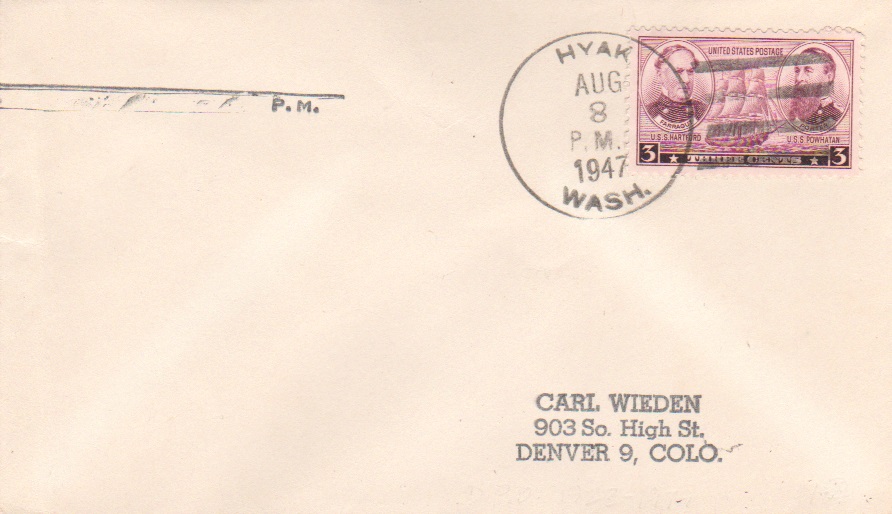 P.M.
HYAK
AUG
8
P.M.
1947
WASH.
UNITED STATES POSTAGE
FARRAGUT
U.S.S. HARTFORD
U.S.S. POWHATAN
3 THREE CENTS 3
CARL WIEDEN
903 So. High St.
DENVER 9, COLO.